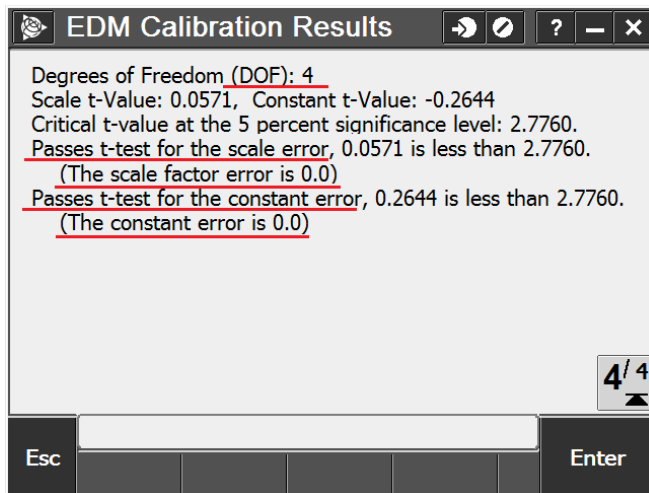 EDM Calibration Results ? — X
Degrees of Freedom (DOF): 4
Scale t-Value: 0.0571, Constant t-Value: -0.2644
Critical t-value at the 5 percent significance level: 2.7760.
Passes t-test for the scale error, 0.0571 is less than 2.7760.
(The scale factor error is 0.0)
Passes t-test for the constant error, 0.2644 is less than 2.7760.
(The constant error is 0.0)
4/4
Esc Enter